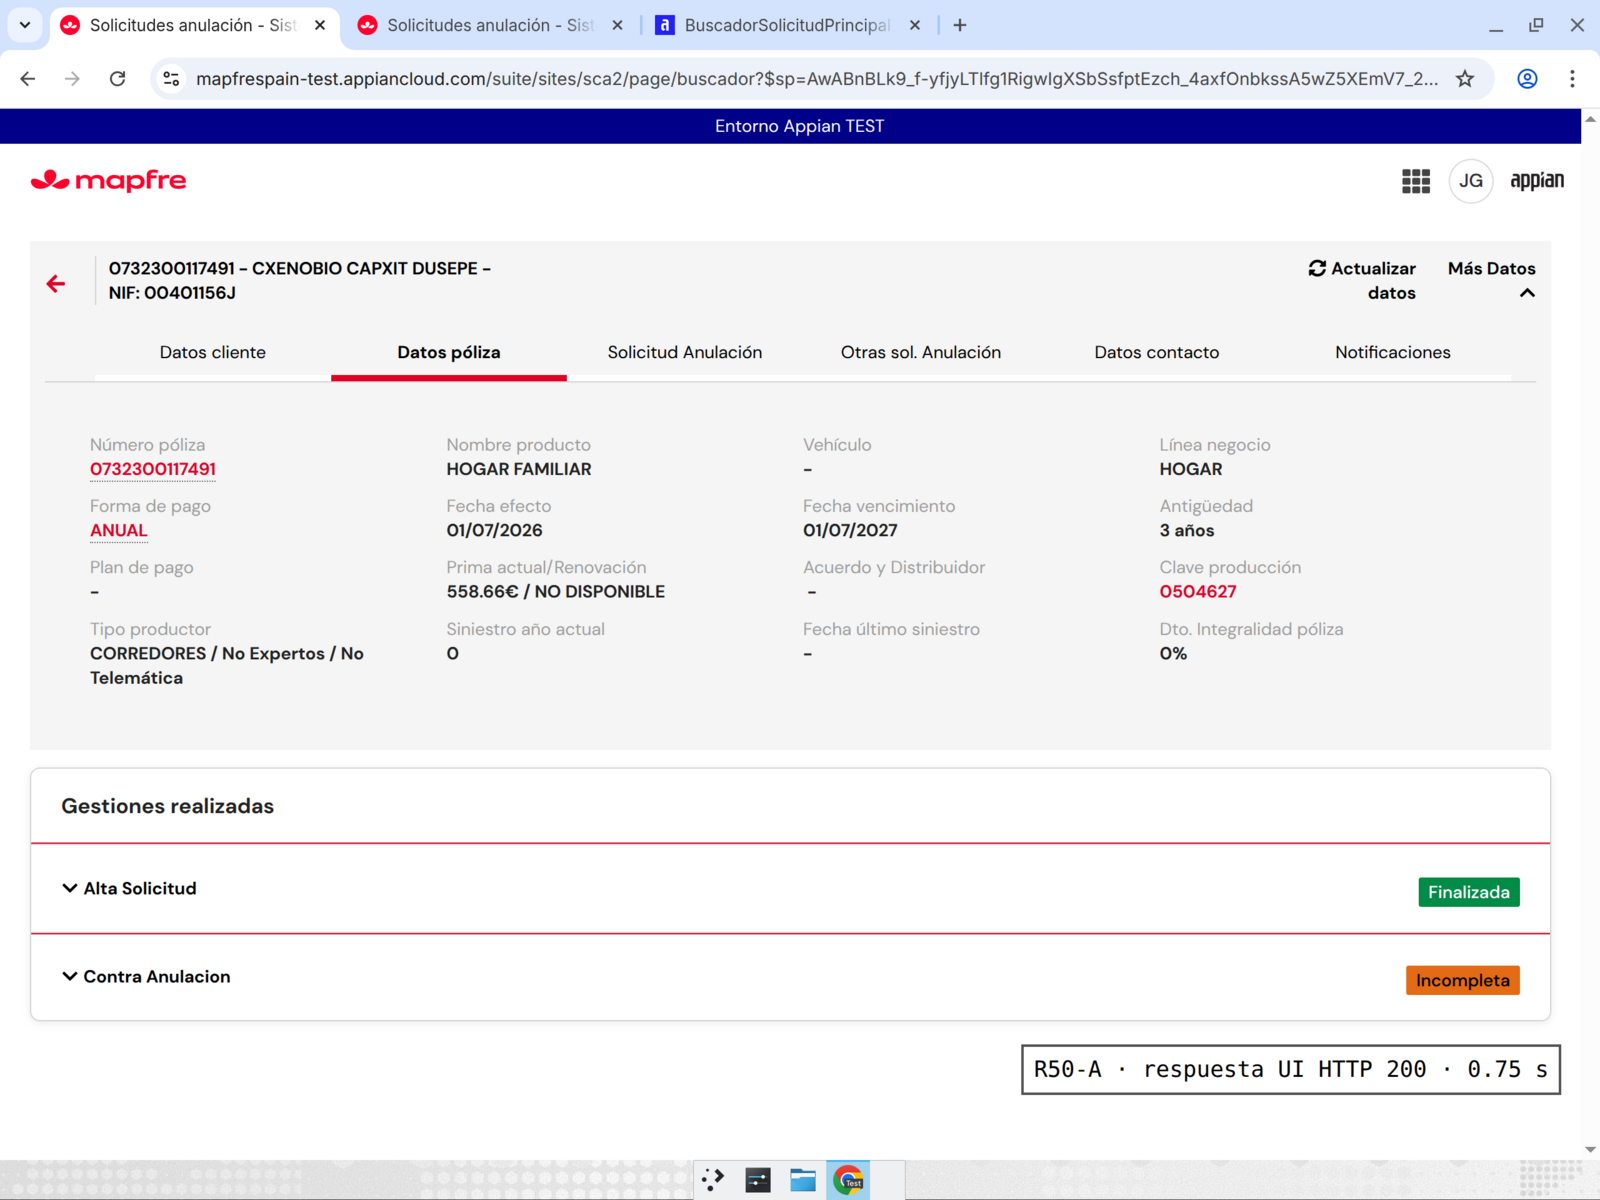 Solicitudes anulación - Sist
Solicitudes anulación - Sist
BuscadorSolicitudPrincipal
mapfrespain-test.appiancloud.com/suite/sites/sca2/page/buscador?$sp=AwABnBLk9_f-yfjyLTIfg1RigwIgXSbSsfptEzch_4axfOnbkssA5wZ5XEmV7_2...
Entorno Appian TEST
mapfre
JG
appian
0732300117491 - CXENOBIO CAPXIT DUSEPE -
NIF: 00401156J
Actualizar
datos
Más Datos
Datos cliente
Datos póliza
Solicitud Anulación
Otras sol. Anulación
Datos contacto
Notificaciones
Número póliza
0732300117491
Nombre producto
HOGAR FAMILIAR
Vehículo
-
Línea negocio
HOGAR
Forma de pago
ANUAL
Fecha efecto
01/07/2026
Fecha vencimiento
01/07/2027
Antigüedad
3 años
Plan de pago
-
Prima actual/Renovación
558.66€ / NO DISPONIBLE
Acuerdo y Distribuidor
-
Clave producción
0504627
Tipo productor
CORREDORES / No Expertos / No
Telemática
Siniestro año actual
0
Fecha último siniestro
-
Dto. Integralidad póliza
0%
Gestiones realizadas
Alta Solicitud
Finalizada
Contra Anulacion
Incompleta
R50-A · respuesta UI HTTP 200 · 0.75 s
Test